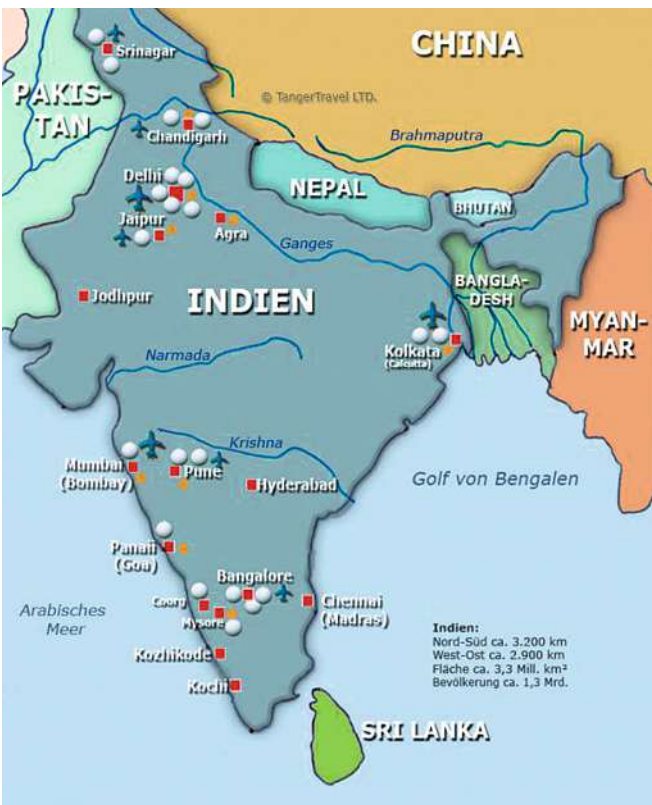 CHINA
Srinagar
© TangerTravel LTD.
PAKIS-
TAN
Brahmaputra
Chandigarh
Delhi
NEPAL
BHUTAN
Jaipur
Agra
Ganges
BANGLA-
DESH
Jodhpur
INDIEN
MYAN-
MAR
Kolkata
(Calcutta)
Narmada
Krishna
Mumbai
(Bombay)
Pune
Hyderabad
Golf von Bengalen
Panaji
(Goa)
Bangalore
Coorg
Chennai
(Madras)
Mysore
Arabisches
Meer
Kozhikode
Kochi
Indien:
Nord-Süd ca. 3.200 km
West-Ost ca. 2.900 km
Fläche ca. 3,3 Mill. km²
Bevölkerung ca. 1,3 Mrd.
SRI LANKA